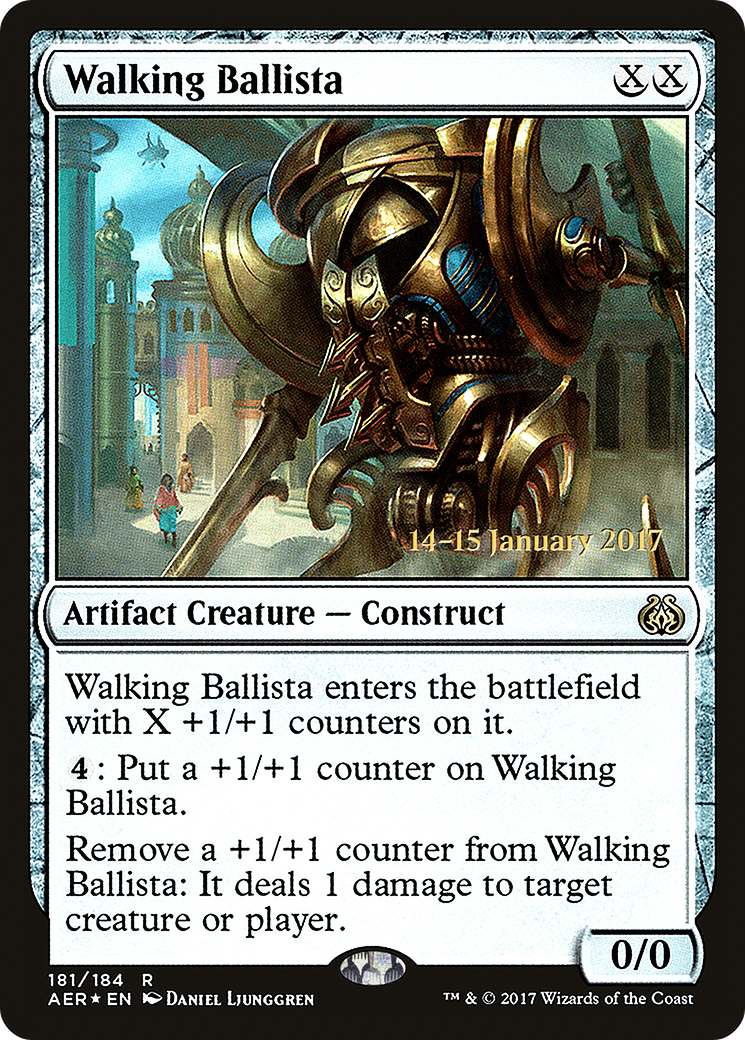 Walking Ballista XX
14–15 January 2017
Artifact Creature — Construct
Walking Ballista enters the battlefield
with X +1/+1 counters on it.
4: Put a +1/+1 counter on Walking
Ballista.
Remove a +1/+1 counter from Walking
Ballista: It deals 1 damage to target
creature or player.
0/0
181/184 R
AER★EN Daniel Ljunggren ™ & © 2017 Wizards of the Coast